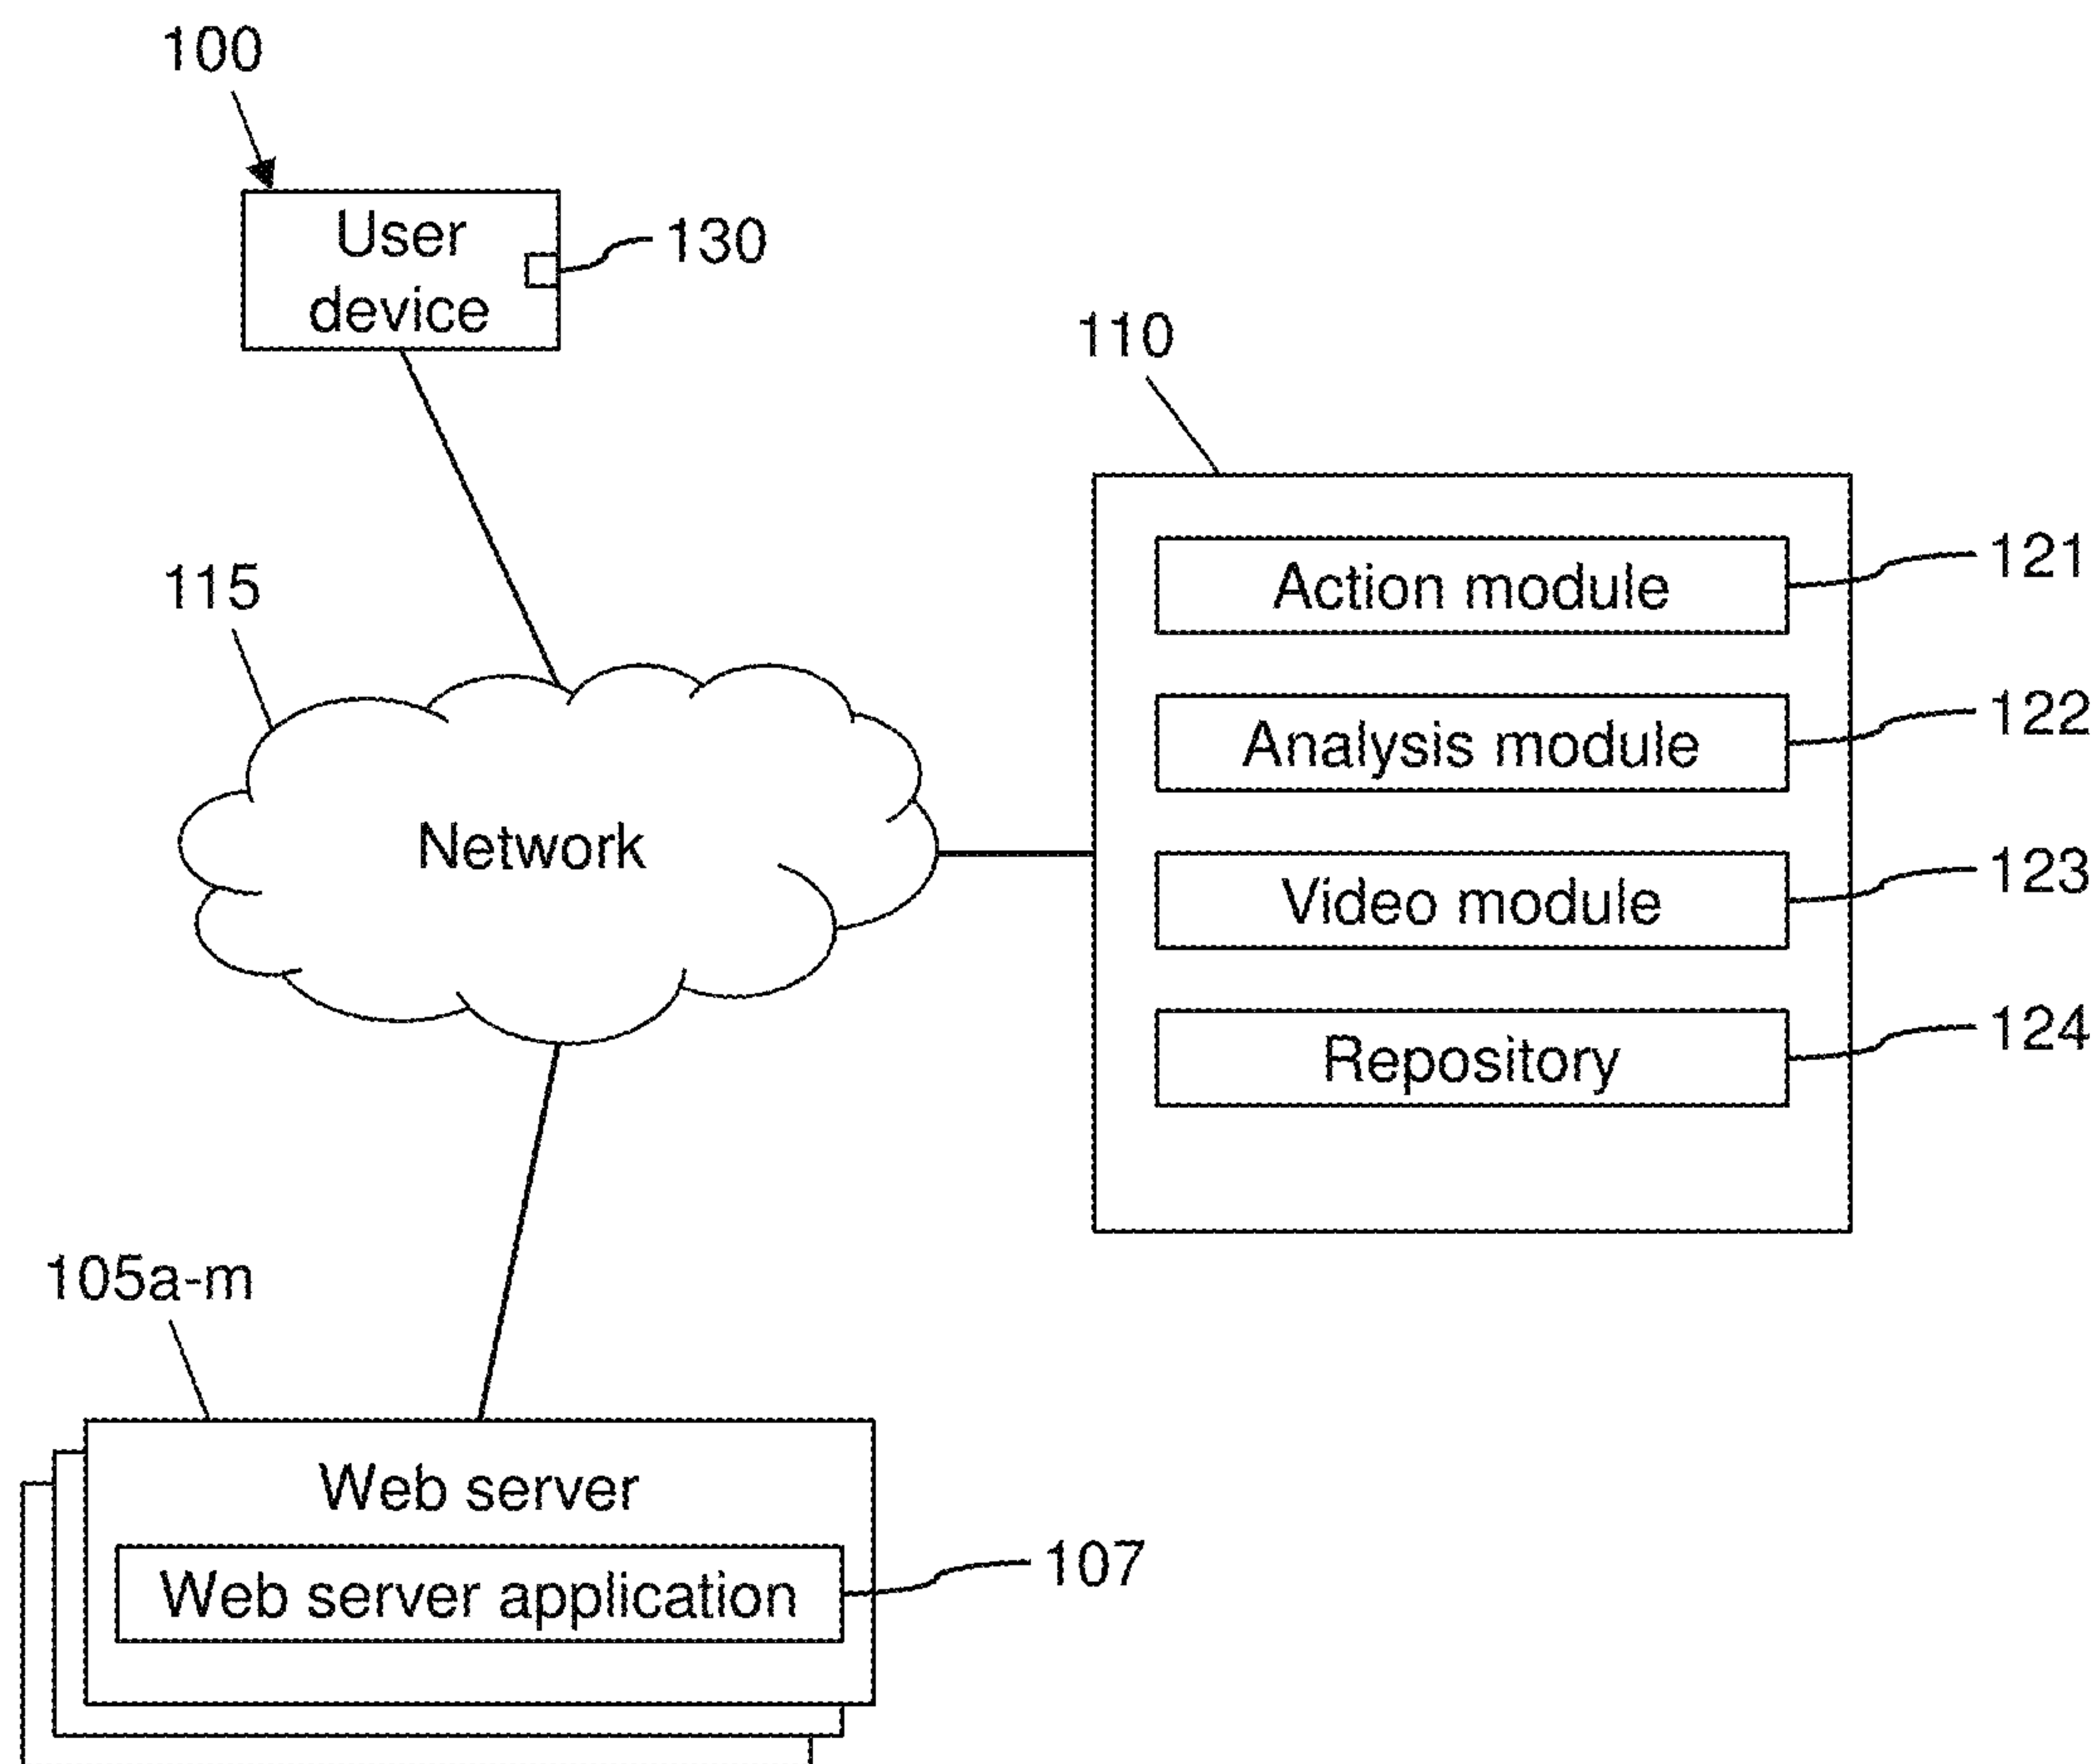 100
User
device
130
110
Action module
121
115
Analysis module
122
Network
Video module
123
Repository
124
105a-m
Web server
Web server application
107